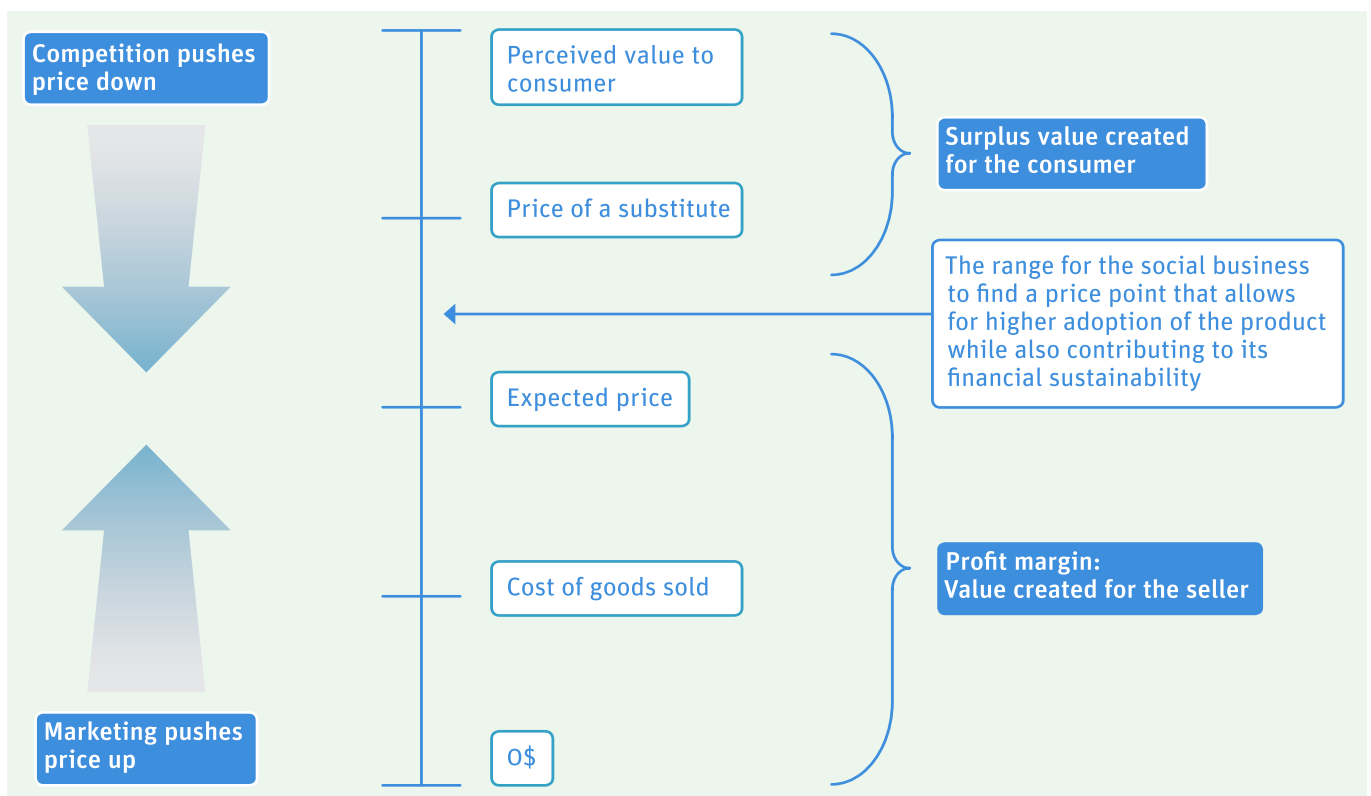 Competition pushes
price down
Perceived value to
consumer
Surplus value created
for the consumer
Price of a substitute
The range for the social business
to find a price point that allows
for higher adoption of the product
while also contributing to its
financial sustainability
Expected price
Cost of goods sold
Profit margin:
Value created for the seller
Marketing pushes
price up
0$